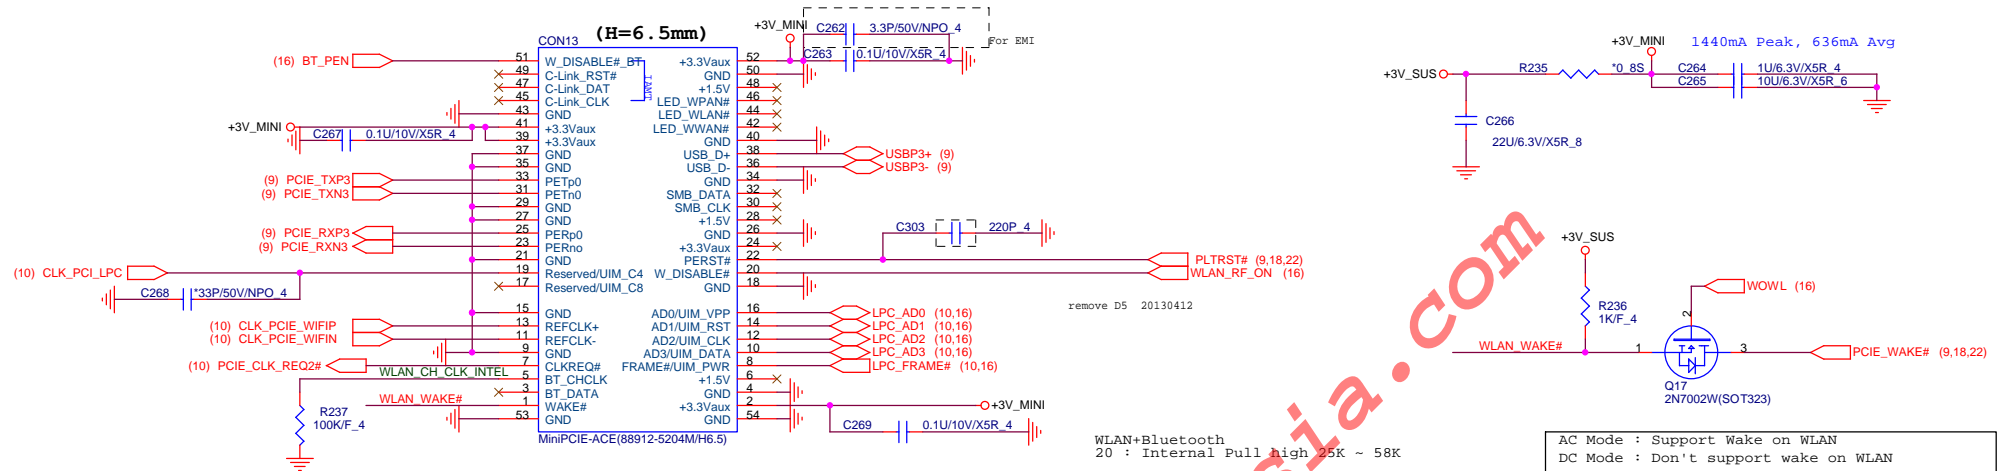 (H=6.5mm)
CON13
+3V_MINI
C262 3.3P/50V/NPO_4
For EMI
C263 0.1U/10V/X5R_4
(16) BT_PEN
51 W_DISABLE#_BT +3.3Vaux 52
49 C-Link_RST# GND 50
47 C-Link_DAT +1.5V 48
45 C-Link_CLK LED_WPAN# 46
43 GND LED_WLAN# 44
+3V_MINI 41 +3.3Vaux LED_WWAN# 42
C267 0.1U/10V/X5R_4 39 +3.3Vaux GND 40
37 GND USB_D+ 38 USBP3+ (9)
35 GND USB_D- 36 USBP3- (9)
(9) PCIE_TXP3 33 PETp0 GND 34
(9) PCIE_TXN3 31 PETn0 SMB_DATA 32
29 GND SMB_CLK 30
27 GND +1.5V 28
(9) PCIE_RXP3 25 PERp0 GND 26
C303 220P_4
(9) PCIE_RXN3 23 PERno +3.3Vaux 24
21 GND PERST# 22 PLTRST# (9,18,22)
(10) CLK_PCI_LPC 19 Reserved/UIM_C4 W_DISABLE# 20 WLAN_RF_ON (16)
17 Reserved/UIM_C8 GND 18
C268 *33P/50V/NPO_4
15 GND AD0/UIM_VPP 16 LPC_AD0 (10,16)
(10) CLK_PCIE_WIFIP 13 REFCLK+ AD1/UIM_RST 14 LPC_AD1 (10,16)
(10) CLK_PCIE_WIFIN 11 REFCLK- AD2/UIM_CLK 12 LPC_AD2 (10,16)
9 GND AD3/UIM_DATA 10 LPC_AD3 (10,16)
(10) PCIE_CLK_REQ2# 7 CLKREQ# FRAME#/UIM_PWR 8 LPC_FRAME# (10,16)
WLAN_CH_CLK_INTEL 5 BT_CHCLK +1.5V 6
3 BT_DATA GND 4
WLAN_WAKE# 1 WAKE# +3.3Vaux 2 +3V_MINI
53 GND GND 54
R237
100K/F_4
C269 0.1U/10V/X5R_4
MiniPCIE-ACE(88912-5204M/H6.5)
remove D5 20130412
WLAN+Bluetooth
20 : Internal Pull high 25K ~ 58K
+3V_MINI 1440mA Peak, 636mA Avg
+3V_SUS R235 *0_8S C264 1U/6.3V/X5R_4
C265 10U/6.3V/X5R_6
C266
22U/6.3V/X5R_8
+3V_SUS
R236
1K/F_4
WOWL (16)
2
WLAN_WAKE# 1 3 PCIE_WAKE# (9,18,22)
Q17
2N7002W(SOT323)
AC Mode : Support Wake on WLAN
DC Mode : Don't support wake on WLAN
sia.com